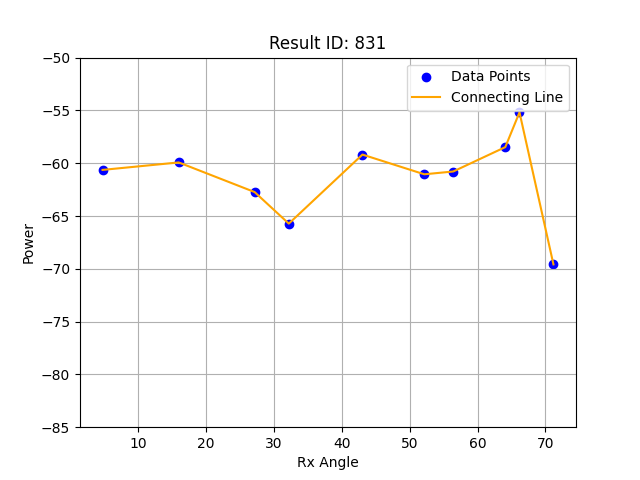 Result ID: 831
Data Points
Connecting Line
−50
−55
−60
−65
−70
−75
−80
−85
Power
10 20 30 40 50 60 70
Rx Angle